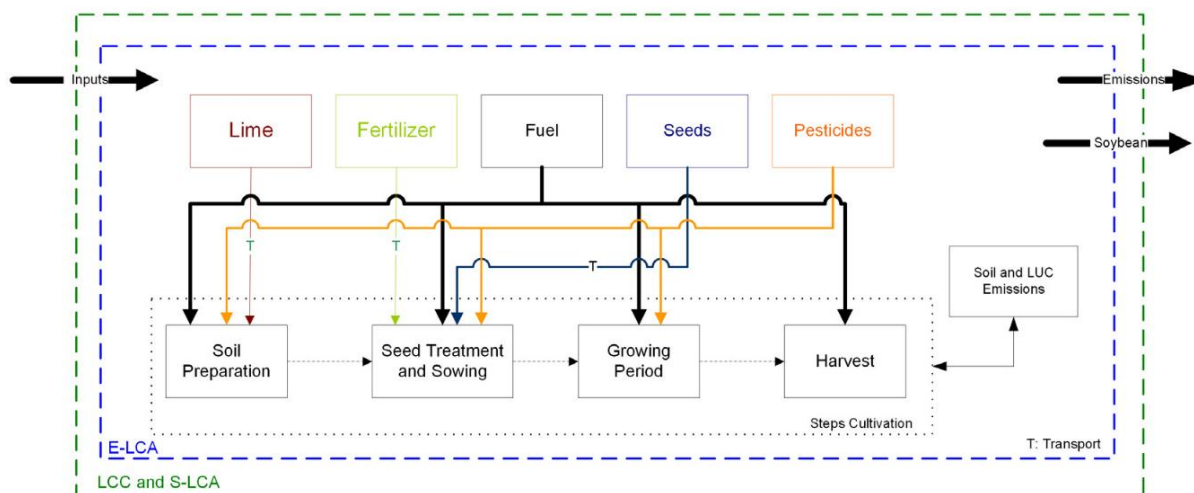 Inputs
Emissions
Soybean
Lime
Fertilizer
Fuel
Seeds
Pesticides
T
T
T
Soil and LUC
Emissions
Soil
Preparation
Seed Treatment
and Sowing
Growing
Period
Harvest
Steps Cultivation
E-LCA
T: Transport
LCC and S-LCA